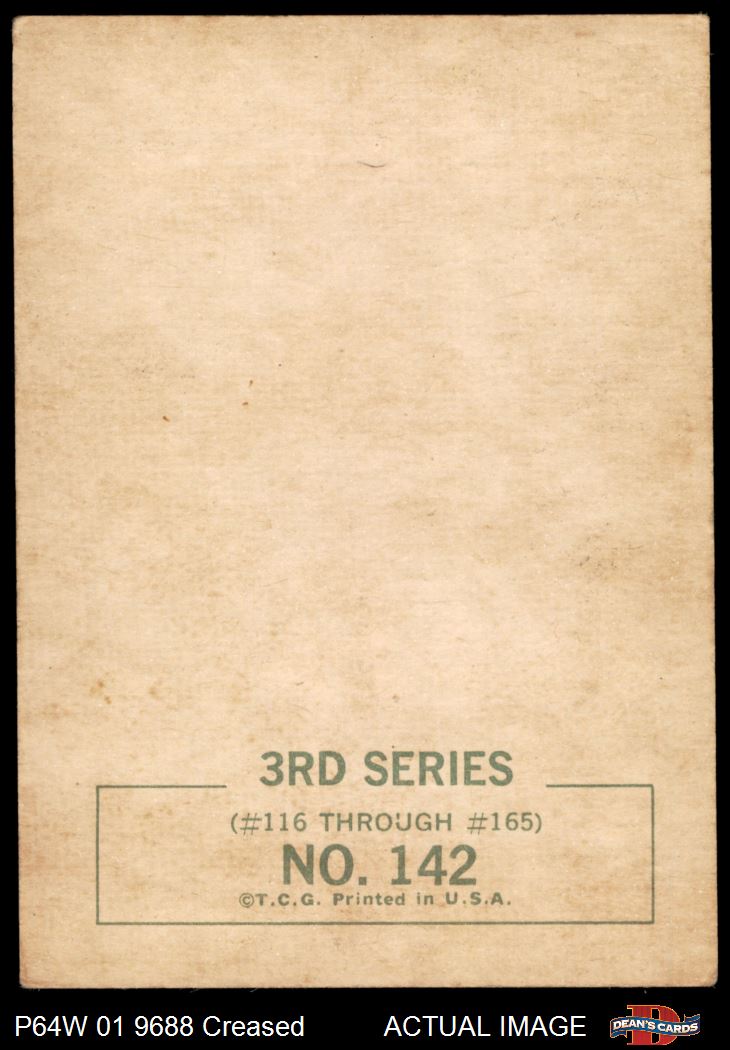 3RD SERIES
(#116 THROUGH #165)
NO. 142
©T.C.G. Printed in U.S.A.
P64W 01 9688 Creased ACTUAL IMAGE DEAN'S CARDS